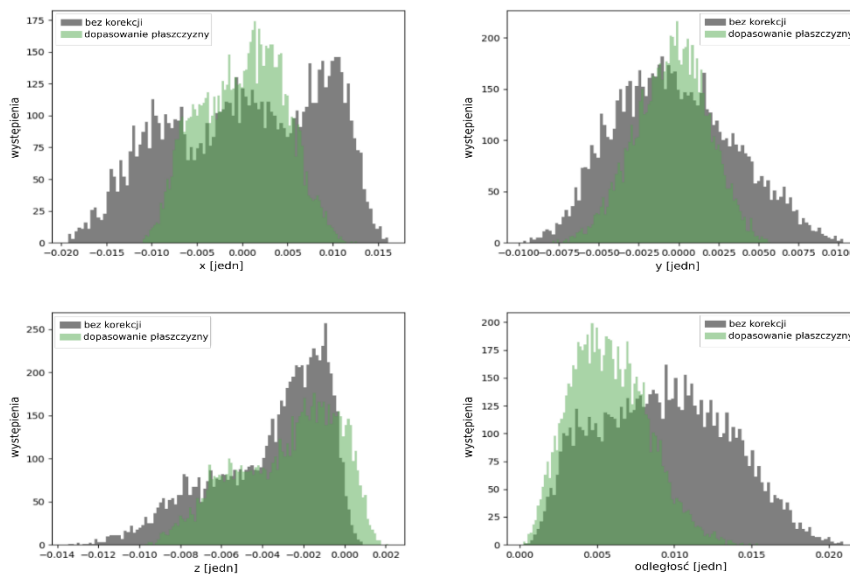 bez korekcji
dopasowanie płaszczyzny
występienia
175
150
125
100
75
50
25
0
−0.020 −0.015 −0.010 −0.005 0.000 0.005 0.010 0.015
x [jedn]
bez korekcji
dopasowanie płaszczyzny
występienia
200
150
100
50
0
−0.0100 −0.0075 −0.0050 −0.0025 0.0000 0.0025 0.0050 0.0075 0.0100
y [jedn]
bez korekcji
dopasowanie płaszczyzny
występienia
250
200
150
100
50
0
−0.014 −0.012 −0.010 −0.008 −0.006 −0.004 −0.002 0.000 0.002
z [jedn]
bez korekcji
dopasowanie płaszczyzny
występienia
200
175
150
125
100
75
50
25
0
0.000 0.005 0.010 0.015 0.020
odległosć [jedn]